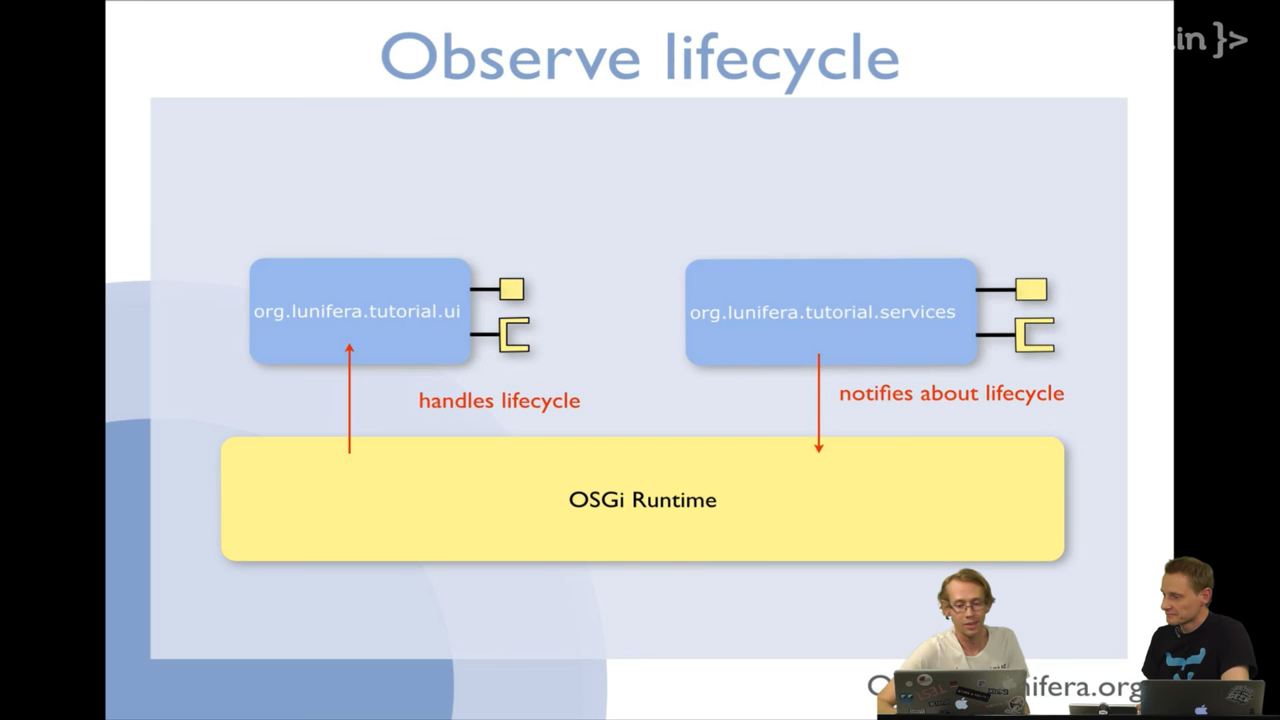 Observe lifecycle
.in }>
org.lunifera.tutorial.ui
org.lunifera.tutorial.services
handles lifecycle
notifies about lifecycle
OSGi Runtime
nifera.org